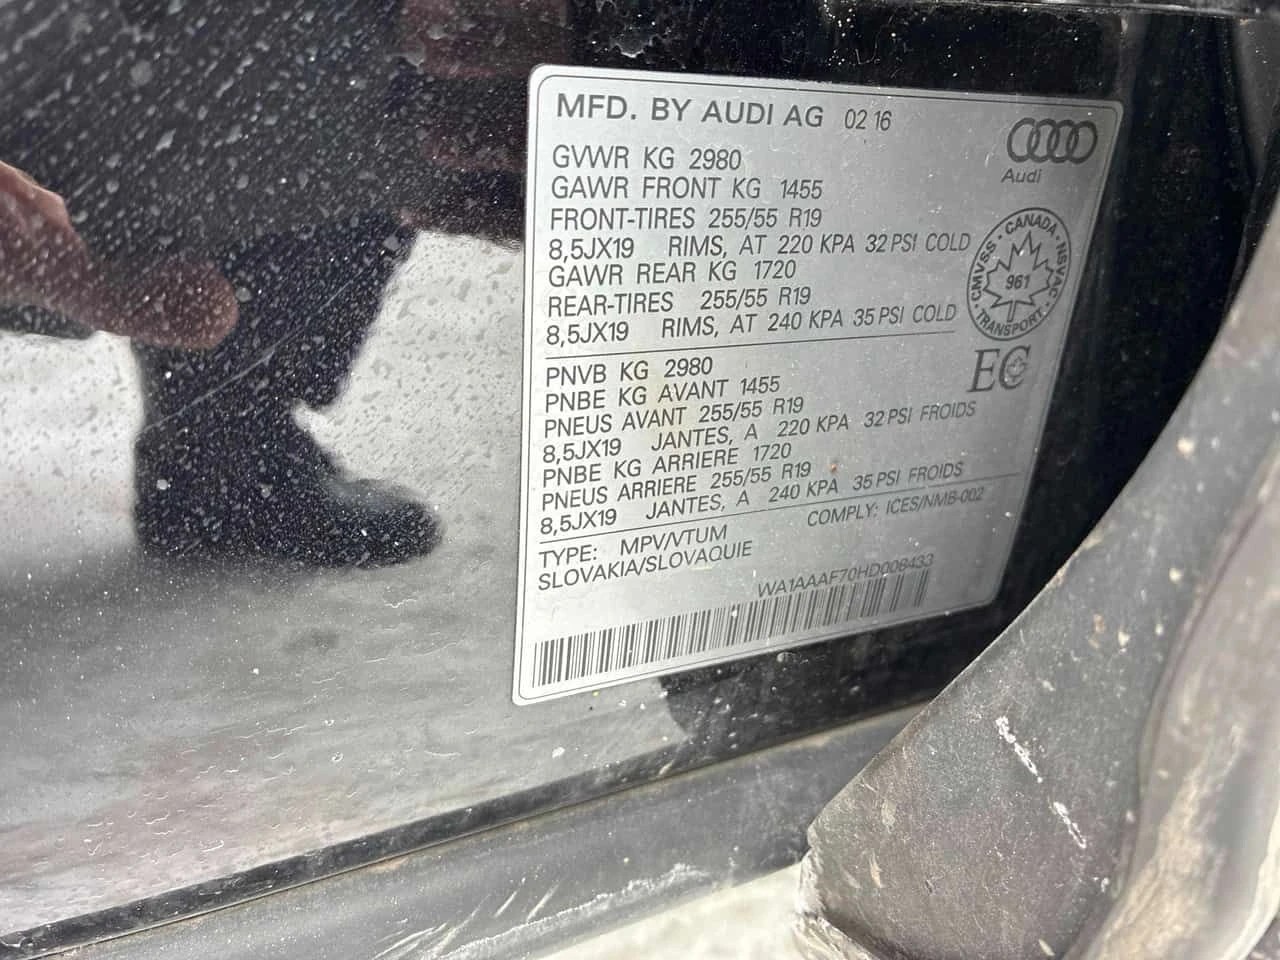 MFD. BY AUDI AG 02 16
Audi
GVWR KG 2980
GAWR FRONT KG 1455
FRONT-TIRES 255/55 R19
8,5JX19 RIMS, AT 220 KPA 32 PSI COLD
GAWR REAR KG 1720
REAR-TIRES 255/55 R19
8,5JX19 RIMS, AT 240 KPA 35 PSI COLD
CANADA · NSVAC · TRANSPORT · CMVSS ·
961
EC
PNVB KG 2980
PNBE KG AVANT 1455
PNEUS AVANT 255/55 R19
8,5JX19 JANTES, A 220 KPA 32 PSI FROIDS
PNBE KG ARRIERE 1720
PNEUS ARRIERE 255/55 R19
8,5JX19 JANTES, A 240 KPA 35 PSI FROIDS
TYPE: MPV/VTUM COMPLY: ICES/NMB-002
SLOVAKIA/SLOVAQUIE
WA1AAAF70HD008433